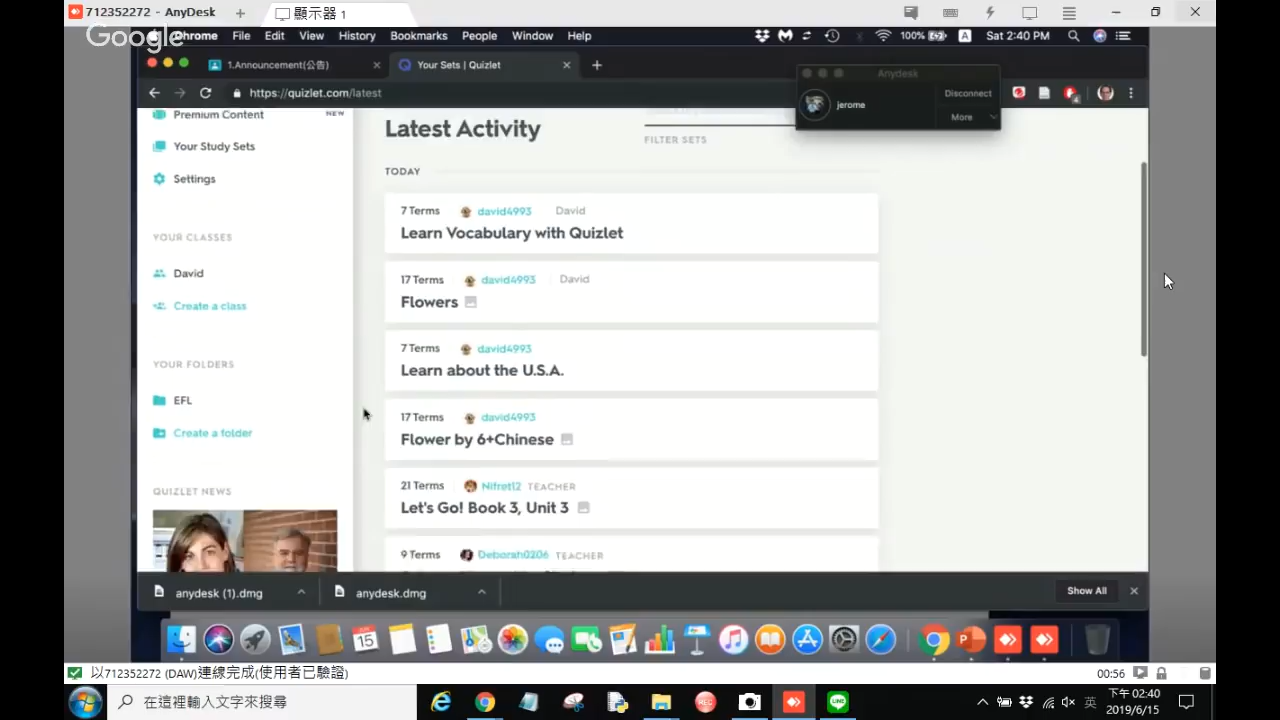 712352272 - AnyDesk
顯示器 1
Google
Chrome File Edit View History Bookmarks People Window Help
100%
A
Sat 2:40 PM
1.Announcement(公告)
Your Sets | Quizlet
https://quizlet.com/latest
Anydesk
jerome
Disconnect
More
Premium Content NEW
Your Study Sets
Settings
YOUR CLASSES
David
Create a class
YOUR FOLDERS
EFL
Create a folder
QUIZLET NEWS
Latest Activity
FILTER SETS
TODAY
7 Terms david4993 David
Learn Vocabulary with Quizlet
17 Terms david4993 David
Flowers
7 Terms david4993
Learn about the U.S.A.
17 Terms david4993
Flower by 6+Chinese
21 Terms Nifret12 TEACHER
Let's Go! Book 3, Unit 3
9 Terms Deborah0206 TEACHER
anydesk (1).dmg
anydesk.dmg
Show All
15
以712352272 (DAW)連線完成(使用者已驗證)
00:56
在這裡輸入文字來搜尋
REC
LINE
英
下午 02:40
2019/6/15